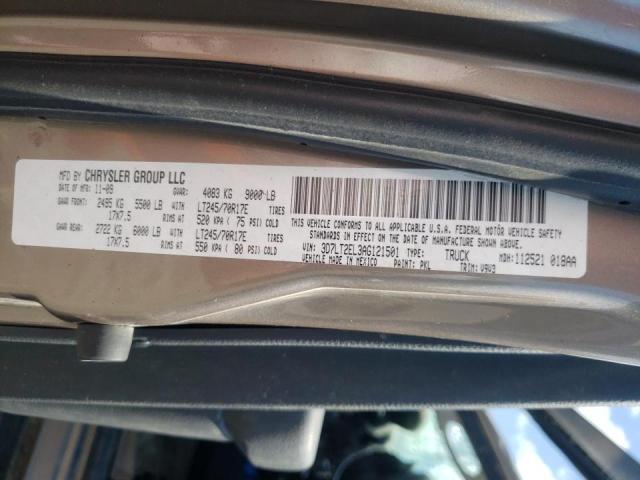 MFD BY CHRYSLER GROUP LLC
DATE OF MFR: 11-09 GVWR: 4083 KG 9000 LB
GAWR FRONT: 2495 KG 5500 LB WITH LT245/70R17E TIRES
17X7.5 RIMS AT 520 KPA ( 75 PSI) COLD
GAWR REAR: 2722 KG 6000 LB WITH LT245/70R17E TIRES
17X7.5 RIMS AT 550 KPA ( 80 PSI) COLD
THIS VEHICLE CONFORMS TO ALL APPLICABLE U.S.A. FEDERAL MOTOR VEHICLE SAFETY
STANDARDS IN EFFECT ON THE DATE OF MANUFACTURE SHOWN ABOVE.
VIN: 3D7LT2EL3AG121501 TYPE: TRUCK MDH: 112521 018AA
VEHICLE MADE IN MEXICO PAINT: PKL TRIM: V9V3